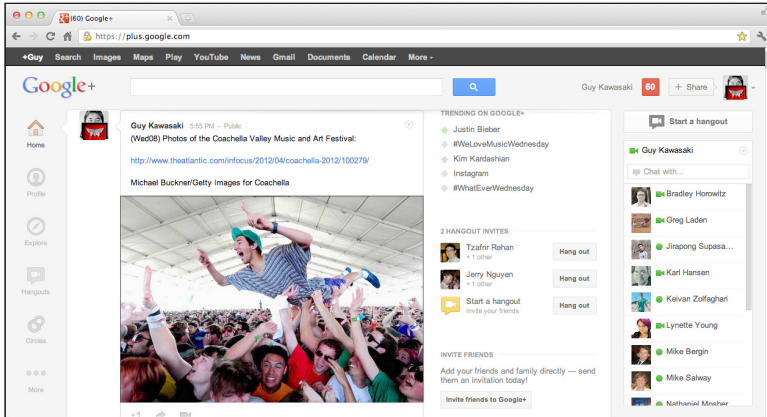 (60) Google+
https://plus.google.com
+Guy Search Images Maps Play YouTube News Gmail Documents Calendar More
Google+
Guy Kawasaki 60 + Share
Home
Profile
Explore
Hangouts
Circles
More
Guy Kawasaki 5:55 PM - Public
(Wed08) Photos of the Coachella Valley Music and Art Festival:
http://www.theatlantic.com/infocus/2012/04/coachella-2012/100279/
Michael Buckner/Getty Images for Coachella
+1
TRENDING ON GOOGLE+
Justin Bieber
#WeLoveMusicWednesday
Kim Kardashian
Instagram
#WhatEverWednesday
2 HANGOUT INVITES
Tzafrir Rehan
+ 1 other
Hang out
Jerry Nguyen
+ 1 other
Hang out
Start a hangout
Invite your friends
Hang out
INVITE FRIENDS
Add your friends and family directly — send
them an invitation today!
Invite friends to Google+
Start a hangout
Guy Kawasaki
Chat with...
Bradley Horowitz
Greg Laden
Jirapong Supasa...
Karl Hansen
Keivan Zolfaghari
Lynette Young
Mike Bergin
Mike Salway
Nathaniel Mosher